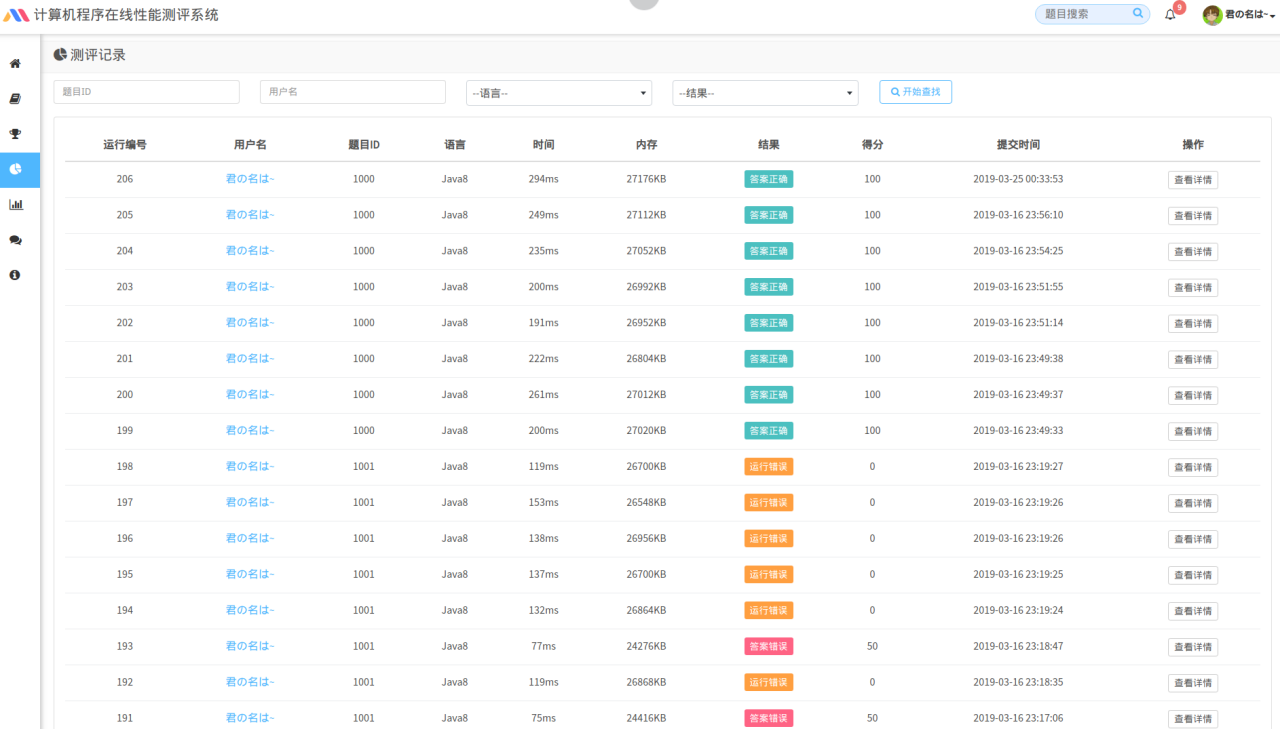 计算机程序在线性能测评系统 题目搜索 9 君の名は~
测评记录
题目ID 用户名 --语言-- --结果-- 开始查找
运行编号 用户名 题目ID 语言 时间 内存 结果 得分 提交时间 操作
206 君の名は~ 1000 Java8 294ms 27176KB 答案正确 100 2019-03-25 00:33:53 查看详情
205 君の名は~ 1000 Java8 249ms 27112KB 答案正确 100 2019-03-16 23:56:10 查看详情
204 君の名は~ 1000 Java8 235ms 27052KB 答案正确 100 2019-03-16 23:54:25 查看详情
203 君の名は~ 1000 Java8 200ms 26992KB 答案正确 100 2019-03-16 23:51:55 查看详情
202 君の名は~ 1000 Java8 191ms 26952KB 答案正确 100 2019-03-16 23:51:14 查看详情
201 君の名は~ 1000 Java8 222ms 26804KB 答案正确 100 2019-03-16 23:49:38 查看详情
200 君の名は~ 1000 Java8 261ms 27012KB 答案正确 100 2019-03-16 23:49:37 查看详情
199 君の名は~ 1000 Java8 200ms 27020KB 答案正确 100 2019-03-16 23:49:33 查看详情
198 君の名は~ 1001 Java8 119ms 26700KB 运行错误 0 2019-03-16 23:19:27 查看详情
197 君の名は~ 1001 Java8 153ms 26548KB 运行错误 0 2019-03-16 23:19:26 查看详情
196 君の名は~ 1001 Java8 138ms 26956KB 运行错误 0 2019-03-16 23:19:26 查看详情
195 君の名は~ 1001 Java8 137ms 26700KB 运行错误 0 2019-03-16 23:19:25 查看详情
194 君の名は~ 1001 Java8 132ms 26864KB 运行错误 0 2019-03-16 23:19:24 查看详情
193 君の名は~ 1001 Java8 77ms 24276KB 答案错误 50 2019-03-16 23:18:47 查看详情
192 君の名は~ 1001 Java8 119ms 26868KB 运行错误 0 2019-03-16 23:18:35 查看详情
191 君の名は~ 1001 Java8 75ms 24416KB 答案错误 50 2019-03-16 23:17:06 查看详情